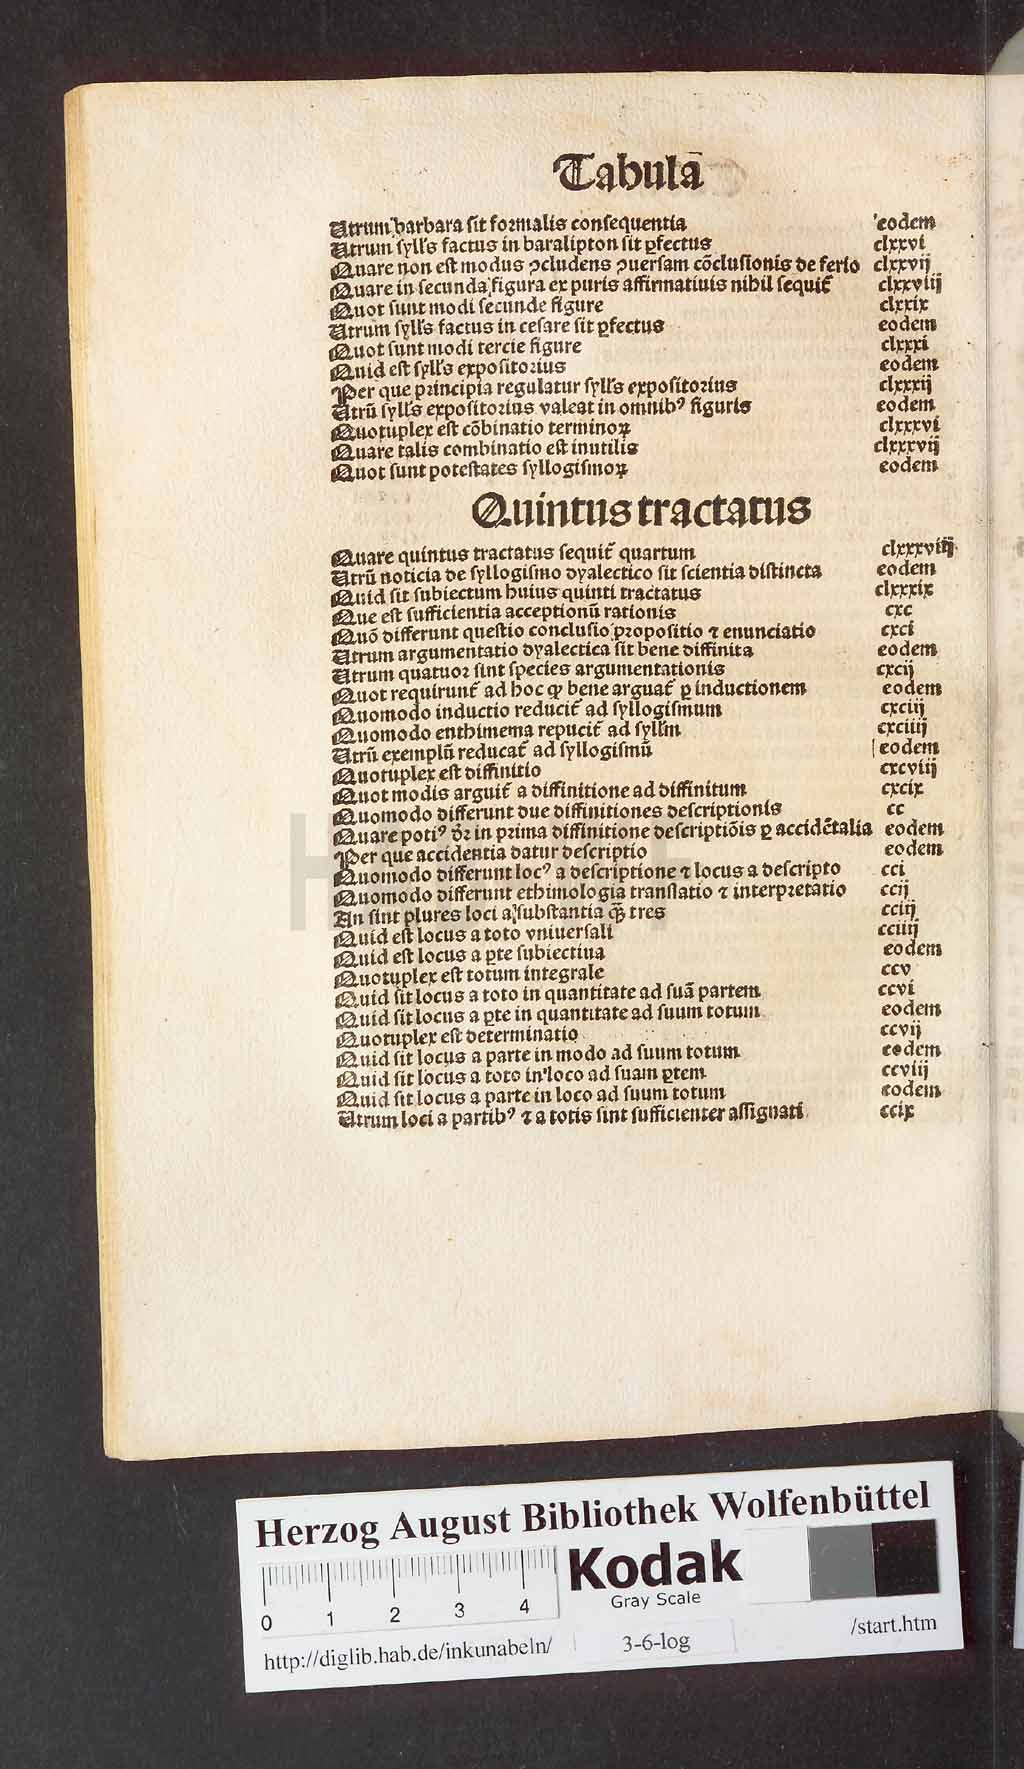 Tabulā
Utrum barbara sit formalis consequentia eodem
Utrum sylls factus in baralipton sit ꝑfectus clxxvi
Quare non est modus ꝯcludens ꝯuersam cōclusionis de ferio clxxvij
Quare in secunda figura ex puris affirmatiuis nihil sequit᷑ clxxviij
Quot sunt modi secunde figure clxxix
Utrum sylls factus in cesare sit ꝑfectus eodem
Quot sunt modi tercie figure clxxxi
Quid est sylls expositorius eodem
Per que principia regulatur sylls expositorius clxxxij
Utrū sylls expositorius valeat in omnibꝰ figuris eodem
Quotuplex est cōbinatio terminoꝝ clxxxvi
Quare talis combinatio est inutilis clxxxvij
Quot sunt potestates syllogismoꝝ eodem
Quintus tractatus
Quare quintus tractatus sequit᷑ quartum clxxxviij
Utrū noticia de syllogismo dyalectico sit scientia distincta eodem
Quid sit subiectum huius quinti tractatus clxxxix
Que est sufficientia acceptionū rationis cxc
Quō differunt questio conclusio propositio ⁊ enunciatio cxci
Utrum argumentatio dyalectica sit bene diffinita eodem
Utrum quatuor sint species argumentationis cxcij
Quot requirunt᷑ ad hoc ꝙ bene arguat᷑ ꝑ inductionem eodem
Quomodo inductio reducit᷑ ad syllogismum cxciij
Quomodo enthimema repucit᷑ ad syllm cxciiij
Utrū exemplū reducat᷑ ad syllogismū eodem
Quotuplex est diffinitio cxcviij
Quot modis arguit᷑ a diffinitione ad diffinitum cxcix
Quomodo differunt due diffinitiones descriptionis cc
Quare potiꝰ dr̄ in prima diffinitione descriptiōis ꝑ accidētalia eodem
Per que accidentia datur descriptio eodem
Quomodo differunt locꝰ a descriptione ⁊ locus a descripto cci
Quomodo differunt ethimologia translatio ⁊ interpretatio ccij
An sint plures loci a substantia ꝙ̄ tres cciij
Quid est locus a toto vniuersali cciiij
Quid est locus a ꝑte subiectiua eodem
Quotuplex est totum integrale ccv
Quid sit locus a toto in quantitate ad suā partem ccvi
Quid sit locus a ꝑte in quantitate ad suum totum eodem
Quotuplex est determinatio ccvij
Quid sit locus a parte in modo ad suum totum eodem
Quid sit locus a toto in loco ad suam ꝑtem ccviij
Quid sit locus a parte in loco ad suum totum eodem
Utrum loci a partibꝰ ⁊ a totis sint sufficienter assignati ccix
Herzog August Bibliothek Wolfenbüttel
Kodak
Gray Scale
0 1 2 3 4
http://diglib.hab.de/inkunabeln/ 3-6-log /start.htm